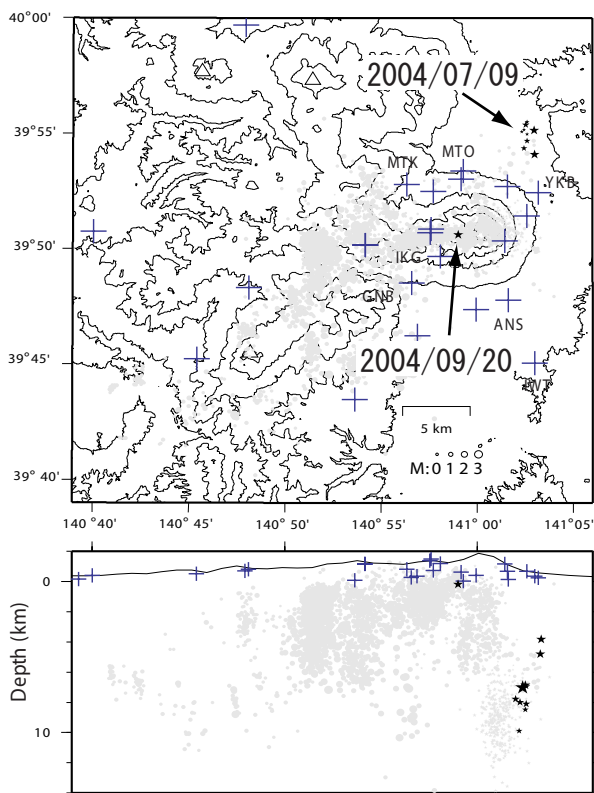 40° 00'
2004/07/09
39° 55'
MTK
MTO
YKB
39° 50'
IKG
GNB
ANS
39° 45'
2004/09/20
5 km
M: 0 1 2 3
39° 40'
140° 40'
140° 45'
140° 50'
140° 55'
141° 00'
141° 05'
0
Depth (km)
10